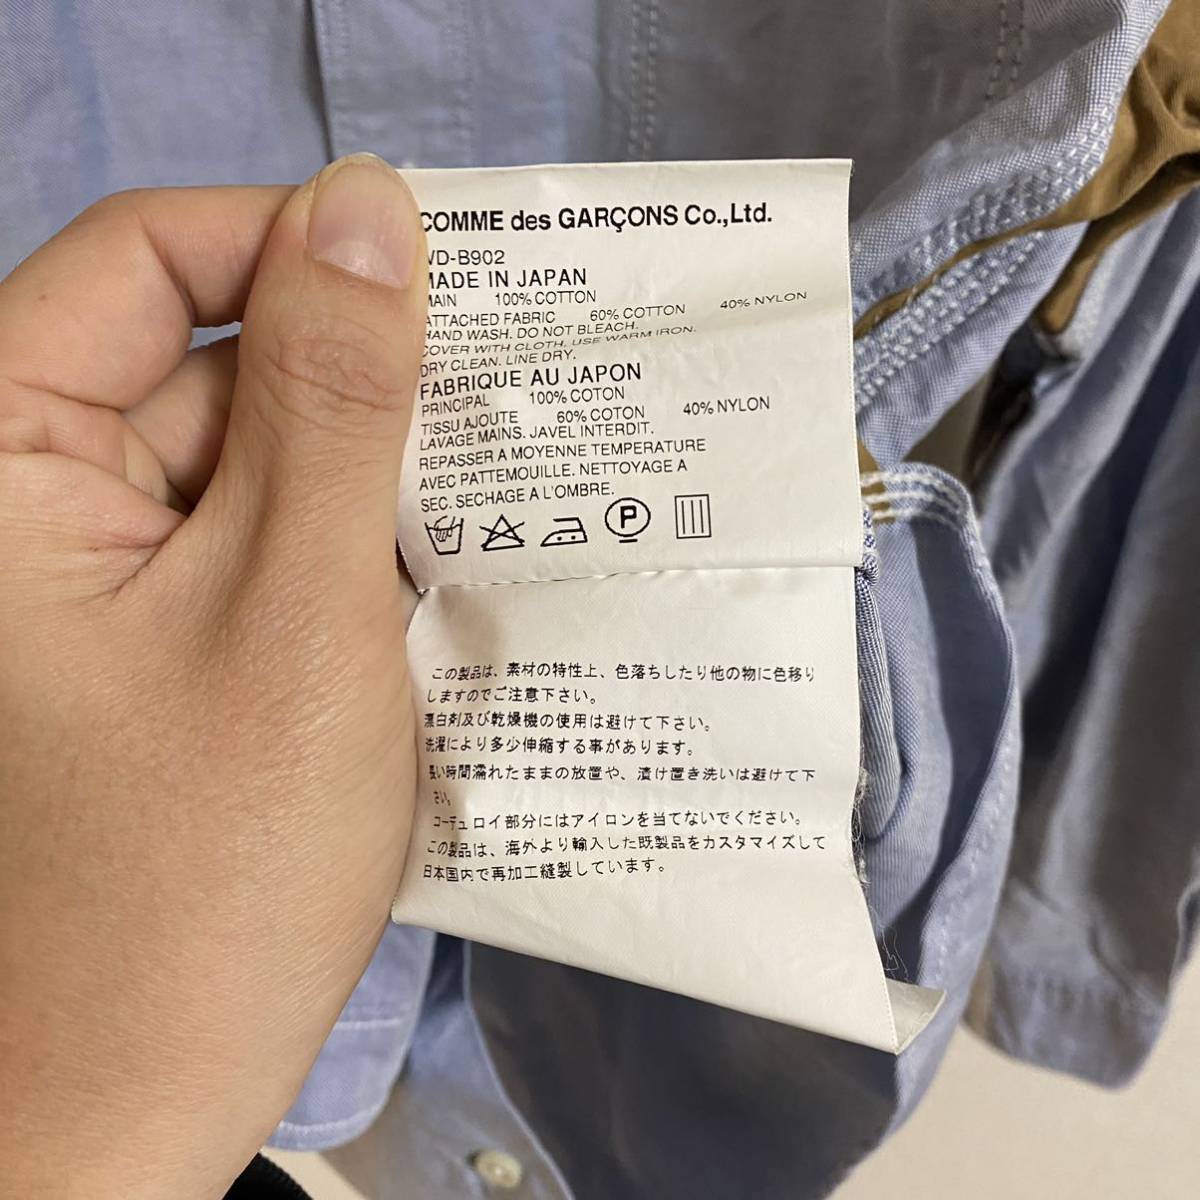 COMME des GARÇONS Co.,Ltd.
WD-B902
MADE IN JAPAN
MAIN 100% COTTON
ATTACHED FABRIC 60% COTTON 40% NYLON
HAND WASH. DO NOT BLEACH.
COVER WITH CLOTH, USE WARM IRON.
DRY CLEAN. LINE DRY.
FABRIQUE AU JAPON
PRINCIPAL 100% COTON
TISSU AJOUTE 60% COTON 40% NYLON
LAVAGE MAINS. JAVEL INTERDIT.
REPASSER A MOYENNE TEMPERATURE
AVEC PATTEMOUILLE. NETTOYAGE A
SEC. SECHAGE A L'OMBRE.
P
この製品は、素材の特性上、色落ちしたり他の物に色移り
しますのでご注意下さい。
漂白剤及び乾燥機の使用は避けて下さい。
洗濯により多少伸縮する事があります。
長い時間濡れたままの放置や、漬け置き洗いは避けて下
さい。
コーデュロイ部分にはアイロンを当てないでください。
この製品は、海外より輸入した既製品をカスタマイズして
日本国内で再加工縫製しています。